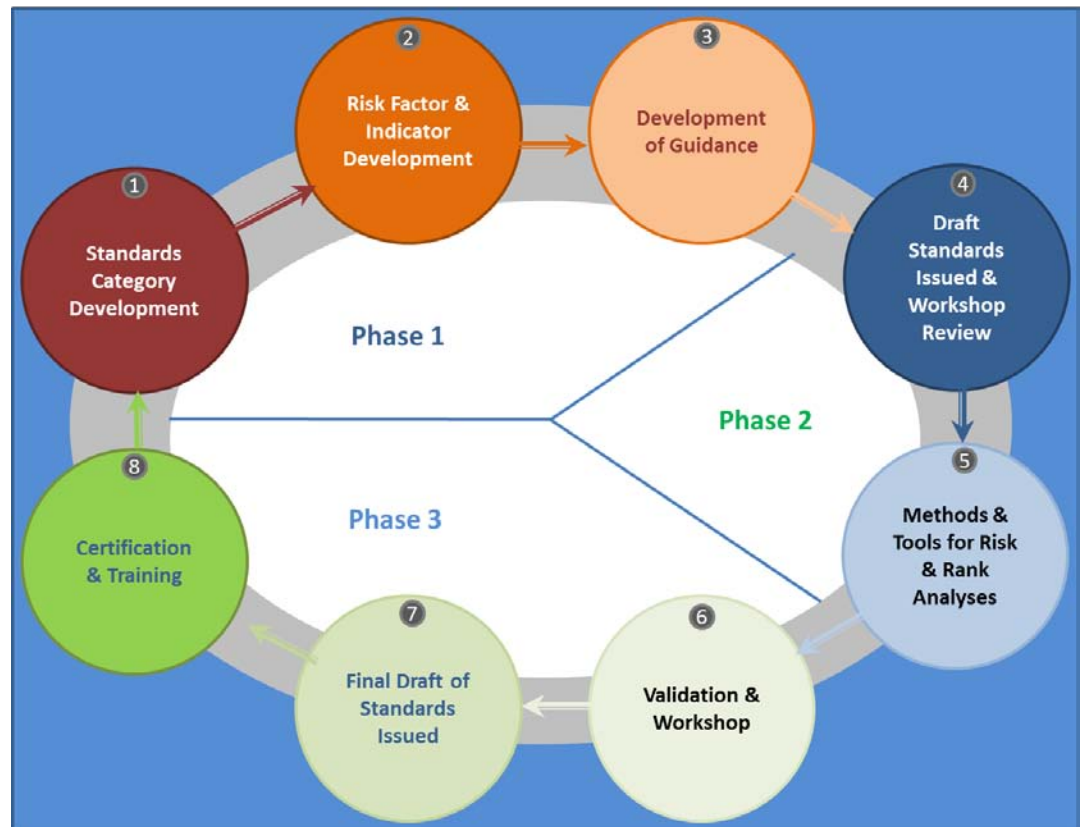 1
Standards
Category
Development
2
Risk Factor &
Indicator
Development
3
Development
of Guidance
4
Draft
Standards
Issued &
Workshop
Review
5
Methods &
Tools for Risk
& Rank
Analyses
6
Validation &
Workshop
7
Final Draft of
Standards
Issued
8
Certification
& Training
Phase 1
Phase 2
Phase 3